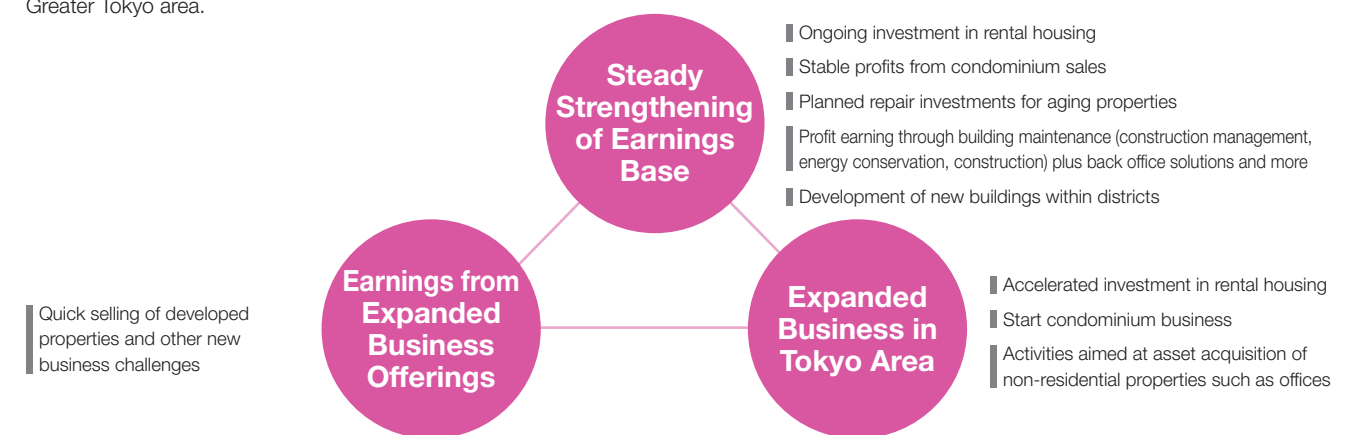 Greater Tokyo area.
Steady
Strengthening
of Earnings
Base
Ongoing investment in rental housing
Stable profits from condominium sales
Planned repair investments for aging properties
Profit earning through building maintenance (construction management,
energy conservation, construction) plus back office solutions and more
Development of new buildings within districts
Earnings from
Expanded
Business
Offerings
Quick selling of developed
properties and other new
business challenges
Expanded
Business in
Tokyo Area
Accelerated investment in rental housing
Start condominium business
Activities aimed at asset acquisition of
non-residential properties such as offices